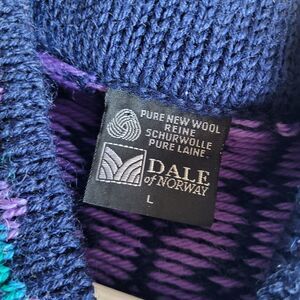 PURE NEW WOOL
REINE
SCHURWOLLE
PURE LAINE
DALE
of NORWAY
L